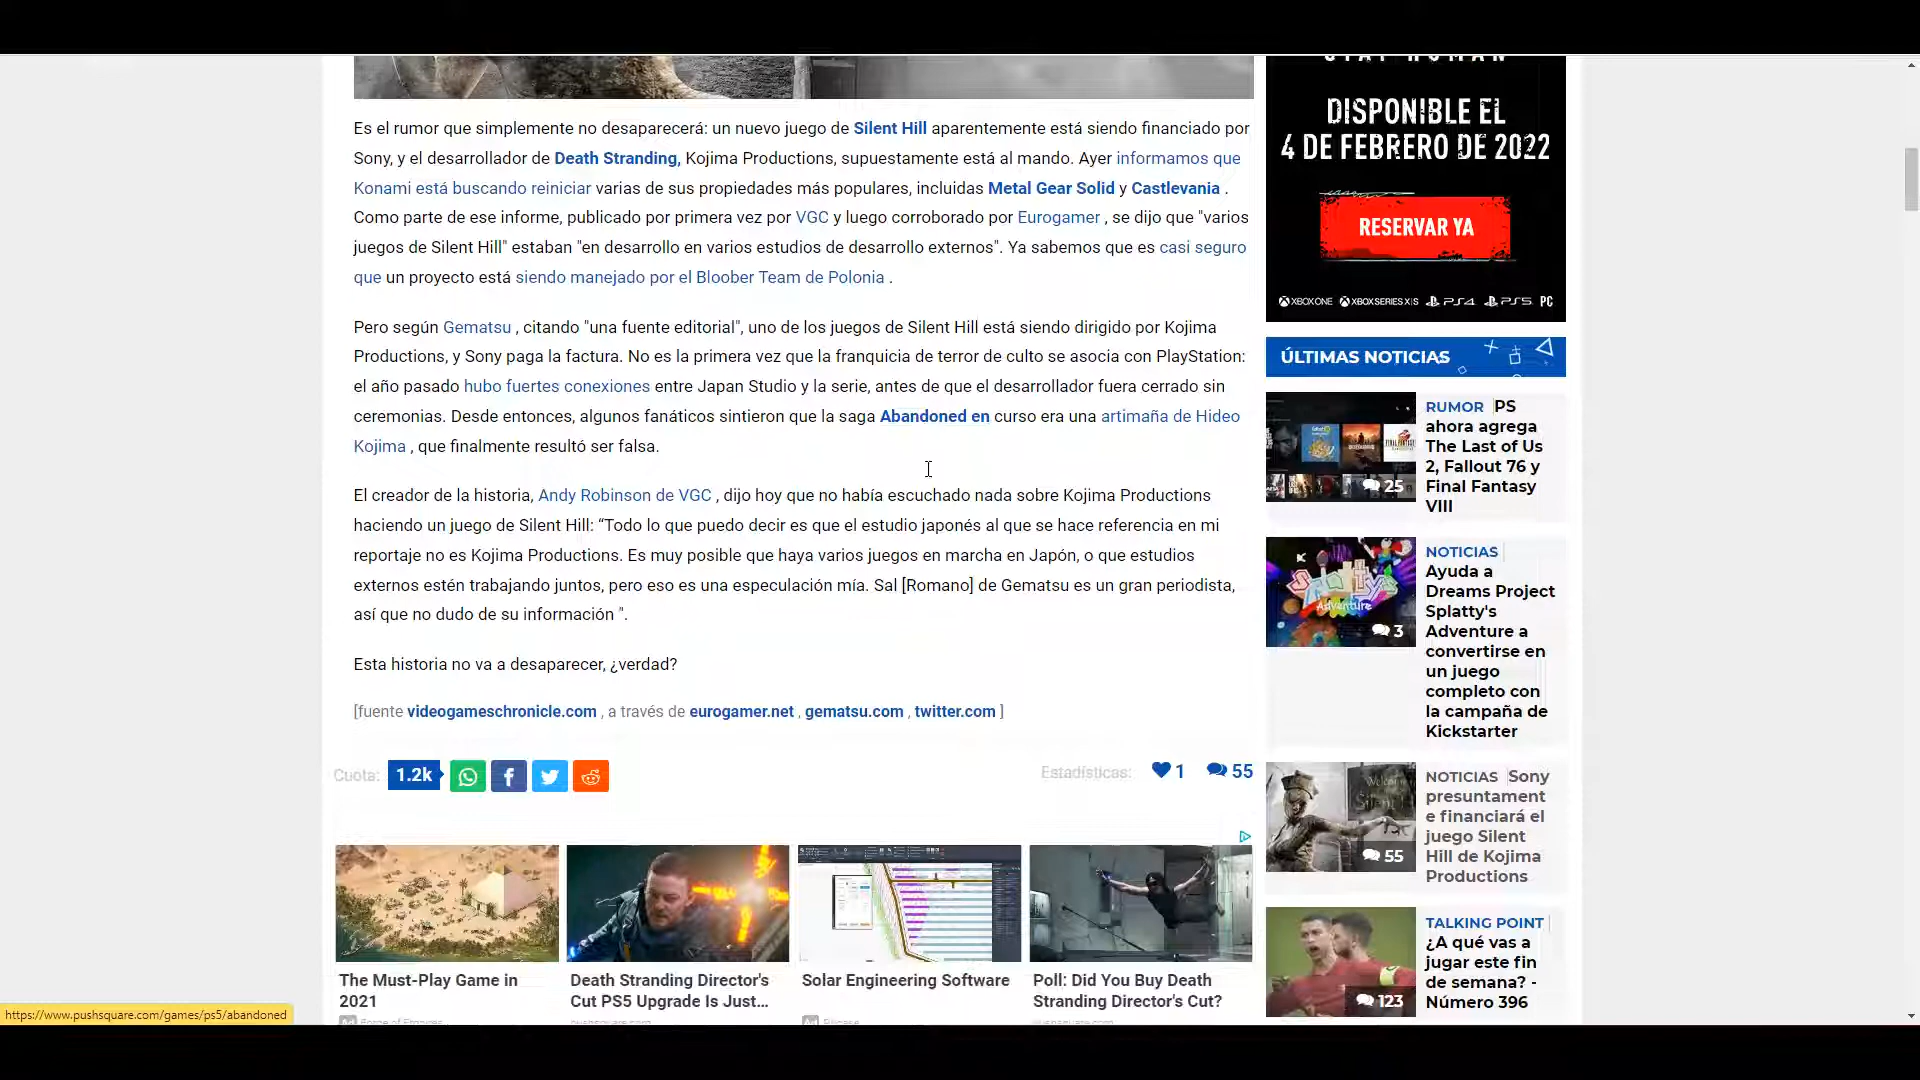 Es el rumor que simplemente no desaparecerá: un nuevo juego de Silent Hill aparentemente está siendo financiado por
Sony, y el desarrollador de Death Stranding, Kojima Productions, supuestamente está al mando. Ayer informamos que
Konami está buscando reiniciar varias de sus propiedades más populares, incluidas Metal Gear Solid y Castlevania .
Como parte de ese informe, publicado por primera vez por VGC y luego corroborado por Eurogamer , se dijo que "varios
juegos de Silent Hill" estaban "en desarrollo en varios estudios de desarrollo externos". Ya sabemos que es casi seguro
que un proyecto está siendo manejado por el Bloober Team de Polonia .
Pero según Gematsu , citando "una fuente editorial", uno de los juegos de Silent Hill está siendo dirigido por Kojima
Productions, y Sony paga la factura. No es la primera vez que la franquicia de terror de culto se asocia con PlayStation:
el año pasado hubo fuertes conexiones entre Japan Studio y la serie, antes de que el desarrollador fuera cerrado sin
ceremonias. Desde entonces, algunos fanáticos sintieron que la saga Abandoned en curso era una artimaña de Hideo
Kojima , que finalmente resultó ser falsa.
El creador de la historia, Andy Robinson de VGC , dijo hoy que no había escuchado nada sobre Kojima Productions
haciendo un juego de Silent Hill: “Todo lo que puedo decir es que el estudio japonés al que se hace referencia en mi
reportaje no es Kojima Productions. Es muy posible que haya varios juegos en marcha en Japón, o que estudios
externos estén trabajando juntos, pero eso es una especulación mía. Sal [Romano] de Gematsu es un gran periodista,
así que no dudo de su información ".
Esta historia no va a desaparecer, ¿verdad?
[fuente videogameschronicle.com , a través de eurogamer.net , gematsu.com , twitter.com ]
Cuota: 1.2k
Estadísticas: 1 55
The Must-Play Game in
2021
Ad Forge of Empires
Death Stranding Director's
Cut PS5 Upgrade Is Just...
pushsquare.com
Solar Engineering Software
Ad
Poll: Did You Buy Death
Stranding Director's Cut?
pushsquare.com
STAY HUMAN
DISPONIBLE EL
4 DE FEBRERO DE 2022
RESERVAR YA
XBOX ONE XBOX SERIES X|S PS4 PS5 PC
ÚLTIMAS NOTICIAS
25
RUMOR PS
ahora agrega
The Last of Us
2, Fallout 76 y
Final Fantasy
VIII
Adventure
3
NOTICIAS
Ayuda a
Dreams Project
Splatty's
Adventure a
convertirse en
un juego
completo con
la campaña de
Kickstarter
Welcome
Silent
55
NOTICIAS Sony
presuntament
e financiará el
juego Silent
Hill de Kojima
Productions
123
TALKING POINT
¿A qué vas a
jugar este fin
de semana? -
Número 396
https://www.pushsquare.com/games/ps5/abandoned